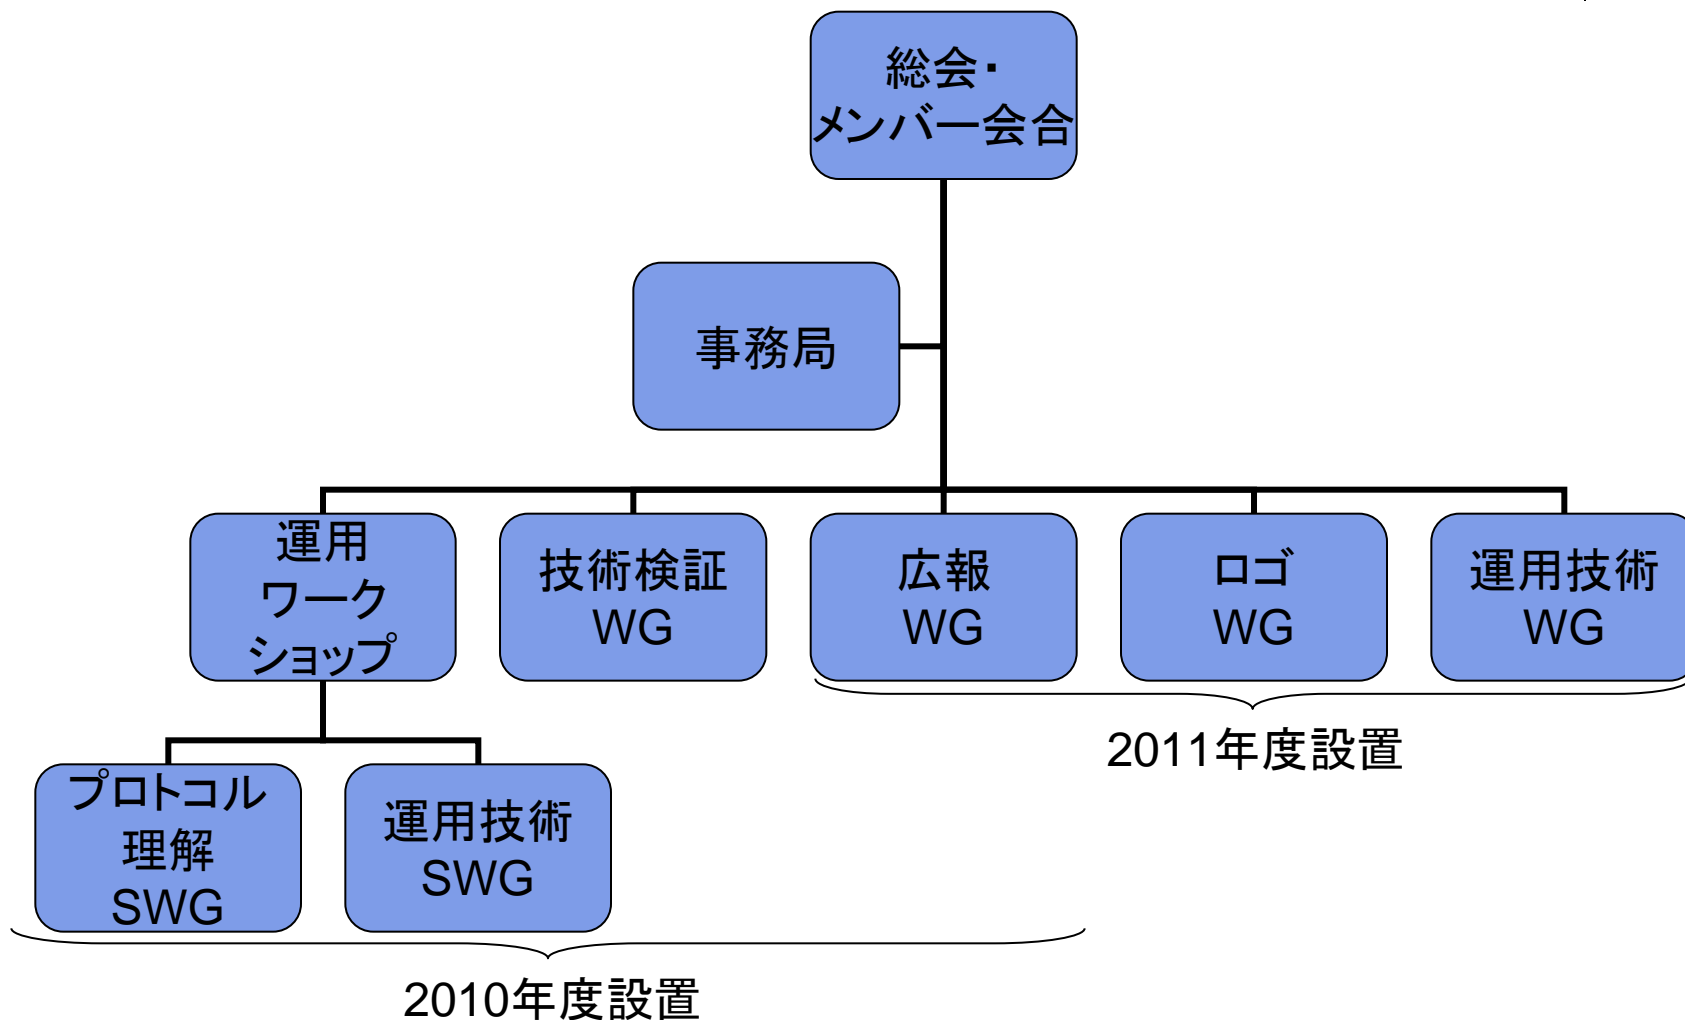 総会・
メンバー会合
事務局
運用
ワーク
ショップ
技術検証
WG
広報
WG
ロゴ
WG
運用技術
WG
2011年度設置
プロトコル
理解
SWG
運用技術
SWG
2010年度設置